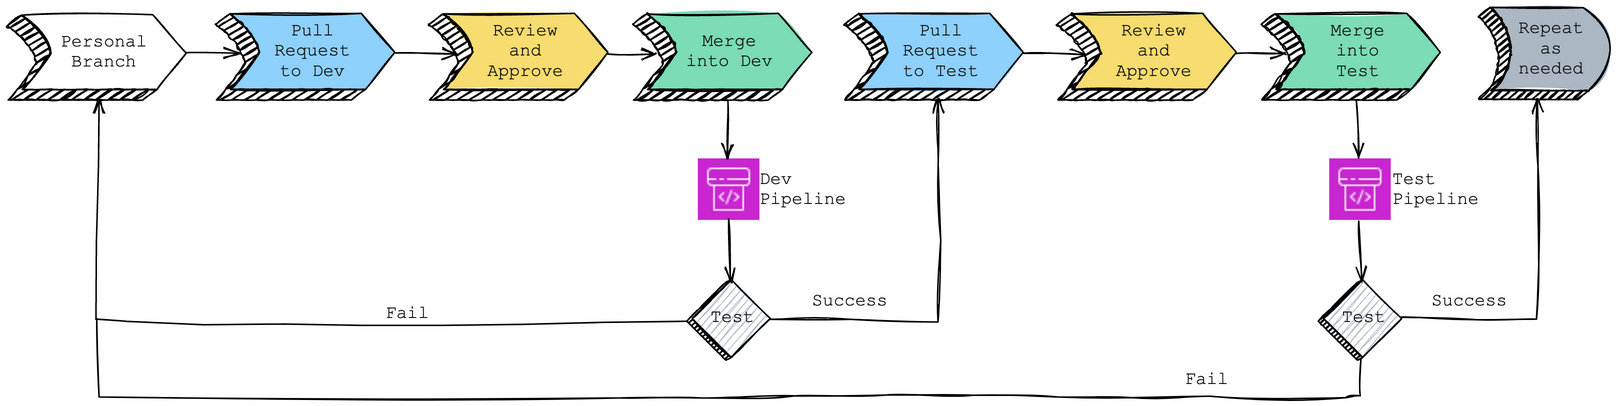 Personal
Branch
Pull
Request
to Dev
Review
and
Approve
Merge
into Dev
Pull
Request
to Test
Review
and
Approve
Merge
into
Test
Repeat
as
needed
Dev
Pipeline
Test
Pipeline
Fail
Test
Success
Test
Success
Fail